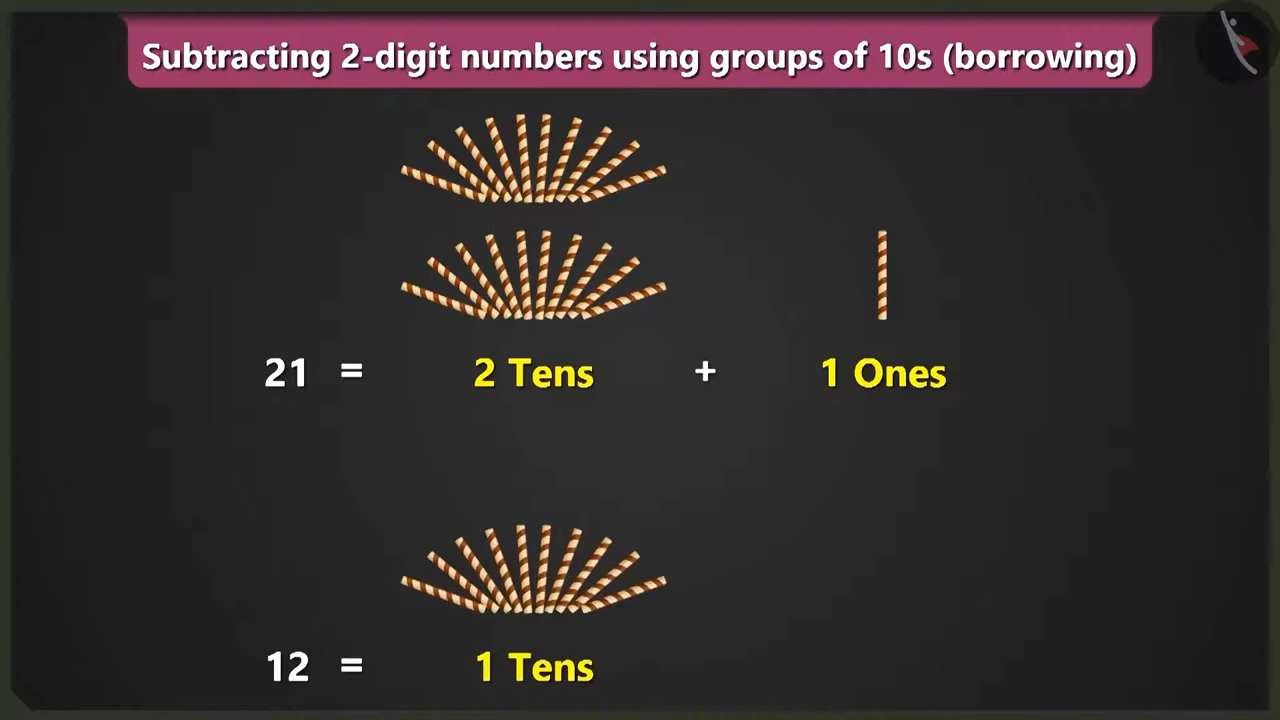 Subtracting 2-digit numbers using groups of 10s (borrowing)
21 = 2 Tens + 1 Ones
12 = 1 Tens